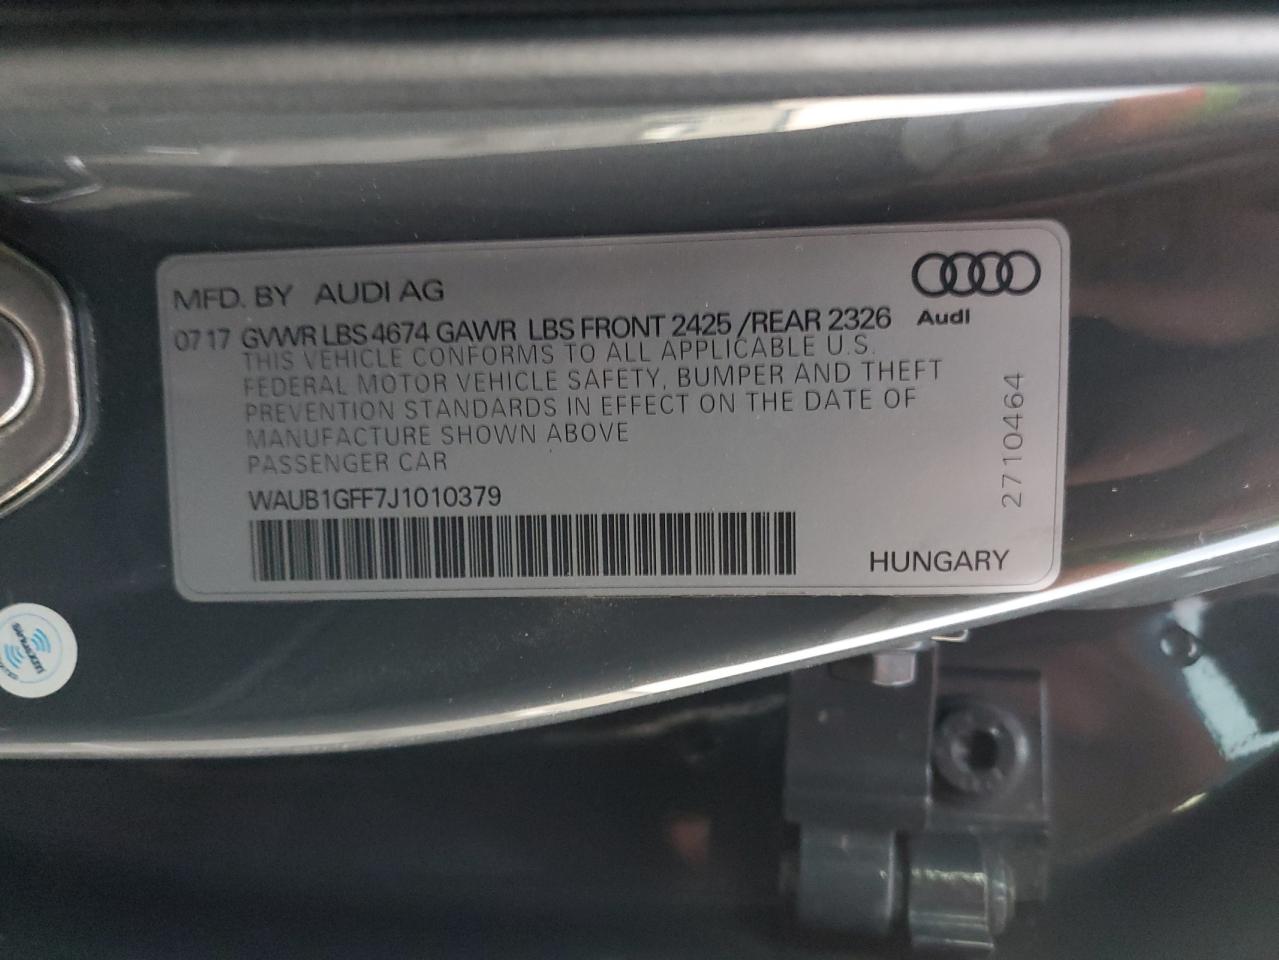 MFD. BY AUDI AG
Audi
07 17 GVWR LBS 4674 GAWR LBS FRONT 2425 /REAR 2326
THIS VEHICLE CONFORMS TO ALL APPLICABLE U.S.
FEDERAL MOTOR VEHICLE SAFETY, BUMPER AND THEFT
PREVENTION STANDARDS IN EFFECT ON THE DATE OF
MANUFACTURE SHOWN ABOVE
PASSENGER CAR
WAUB1GFF7J1010379
2710464
HUNGARY